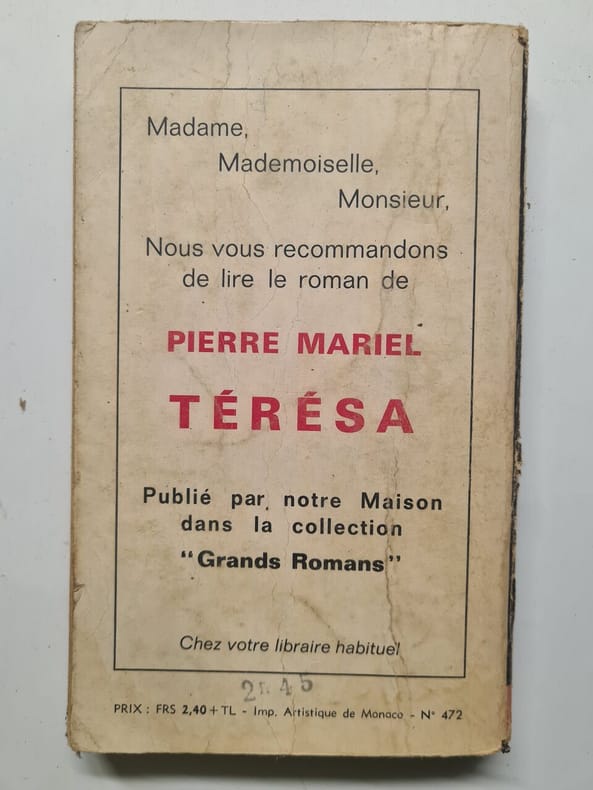 Madame,
Mademoiselle,
Monsieur,
Nous vous recommandons
de lire le roman de
PIERRE MARIEL
TÉRÉSA
Publié par notre Maison
dans la collection
"Grands Romans"
Chez votre libraire habituel
PRIX : FRS 2,40 + TL - Imp. Artistique de Monaco - N° 472